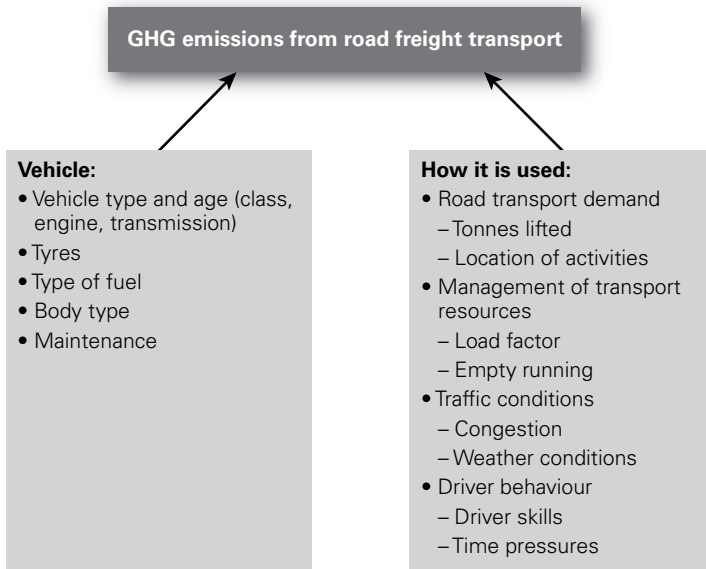 GHG emissions from road freight transport
Vehicle:
• Vehicle type and age (class,
engine, transmission)
• Tyres
• Type of fuel
• Body type
• Maintenance
How it is used:
• Road transport demand
– Tonnes lifted
– Location of activities
• Management of transport
resources
– Load factor
– Empty running
• Traffic conditions
– Congestion
– Weather conditions
• Driver behaviour
– Driver skills
– Time pressures